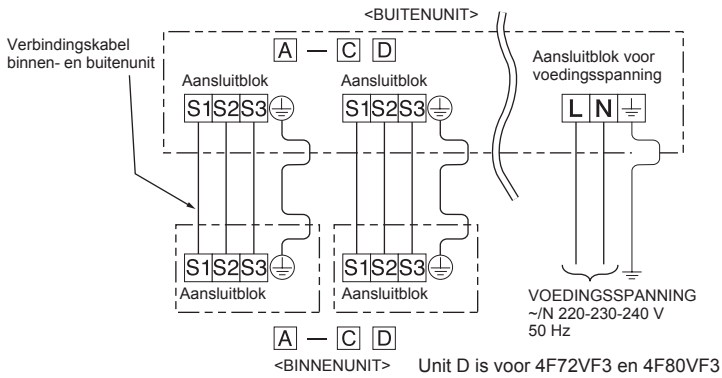 <BUITENUNIT>
Verbindingskabel
binnen- en buitenunit
A — C D
Aansluitblok voor
voedingsspanning
Aansluitblok
Aansluitblok
S1 S2 S3
S1 S2 S3
L N
S1 S2 S3
S1 S2 S3
Aansluitblok
Aansluitblok
VOEDINGSSPANNING
~/N 220-230-240 V
50 Hz
A — C D
<BINNENUNIT>
Unit D is voor 4F72VF3 en 4F80VF3